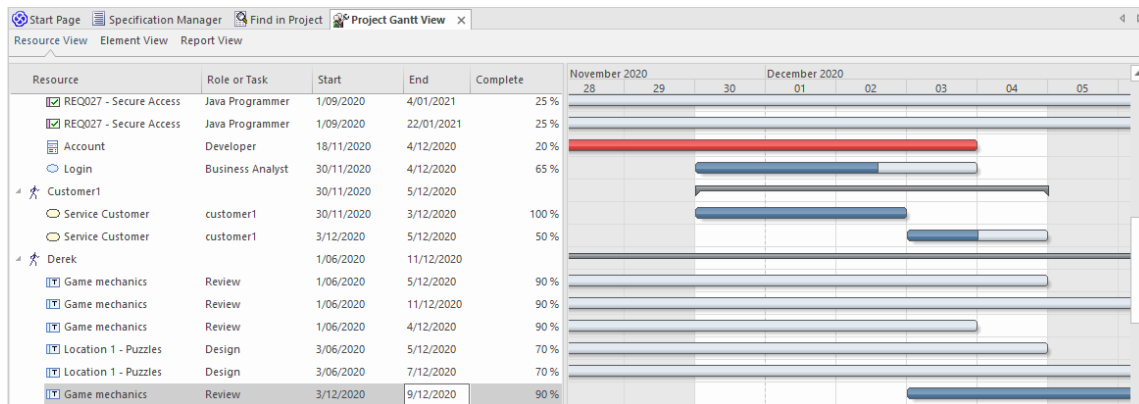 Start Page Specification Manager Find in Project Project Gantt View ×
Resource View Element View Report View
Resource Role or Task Start End Complete November 2020 December 2020
28 29 30 01 02 03 04 05
REQ027 - Secure Access Java Programmer 1/09/2020 4/01/2021 25 %
REQ027 - Secure Access Java Programmer 1/09/2020 22/01/2021 25 %
Account Developer 18/11/2020 4/12/2020 20 %
Login Business Analyst 30/11/2020 4/12/2020 65 %
Customer1 30/11/2020 5/12/2020
Service Customer customer1 30/11/2020 3/12/2020 100 %
Service Customer customer1 3/12/2020 5/12/2020 50 %
Derek 1/06/2020 11/12/2020
Game mechanics Review 1/06/2020 5/12/2020 90 %
Game mechanics Review 1/06/2020 11/12/2020 90 %
Game mechanics Review 1/06/2020 4/12/2020 90 %
Location 1 - Puzzles Design 3/06/2020 5/12/2020 70 %
Location 1 - Puzzles Design 3/06/2020 7/12/2020 70 %
Game mechanics Review 3/12/2020 9/12/2020 90 %